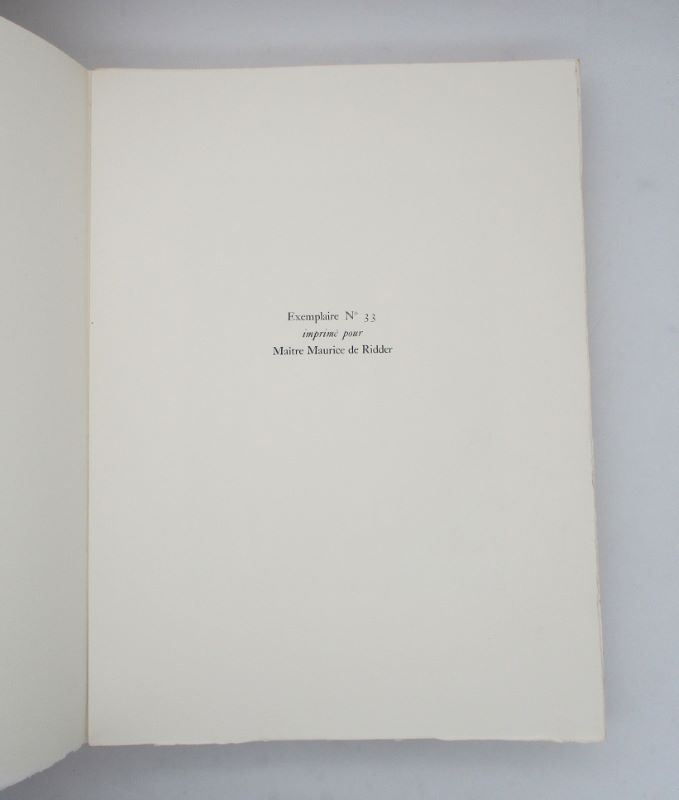 Exemplaire N° 33
imprimé pour
Maître Maurice de Ridder